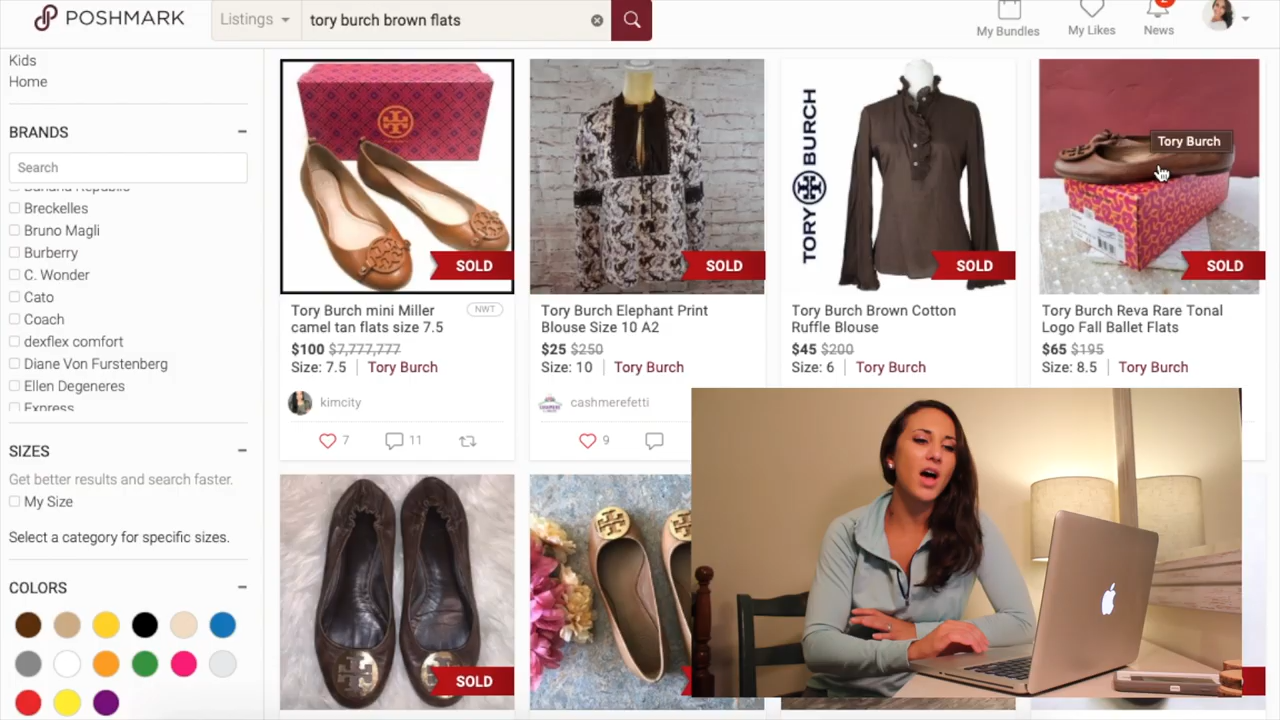 POSHMARK
Listings
tory burch brown flats
My Bundles
My Likes
2
News
Kids
Home
BRANDS
Search
Banana Republic
Breckelles
Bruno Magli
Burberry
C. Wonder
Cato
Coach
dexflex comfort
Diane Von Furstenberg
Ellen Degeneres
Express
SIZES
Get better results and search faster.
My Size
Select a category for specific sizes.
COLORS
SOLD
Tory Burch mini Miller
camel tan flats size 7.5
NWT
$100 $7,777,777
Size: 7.5 | Tory Burch
kimcity
7
11
SOLD
Tory Burch Elephant Print
Blouse Size 10 A2
$25 $250
Size: 10 | Tory Burch
cashmerefetti
9
TORY BURCH
SOLD
Tory Burch Brown Cotton
Ruffle Blouse
$45 $200
Size: 6 | Tory Burch
Tory Burch
SOLD
Tory Burch Reva Rare Tonal
Logo Fall Ballet Flats
$65 $195
Size: 8.5 | Tory Burch
SOLD